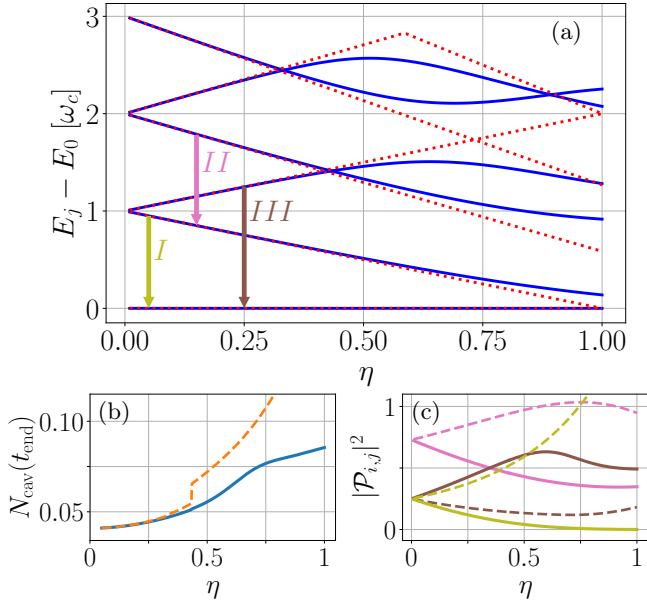 (a)
E_j − E_0 [ω_c]
3
2
1
0
I
II
III
0.00 0.25 0.50 0.75 1.00
η
(b)
N_cav(t_end)
0.10
0.05
0 0.5 1
η
(c)
|P_{i,j}|^2
1
0
0 0.5 1
η